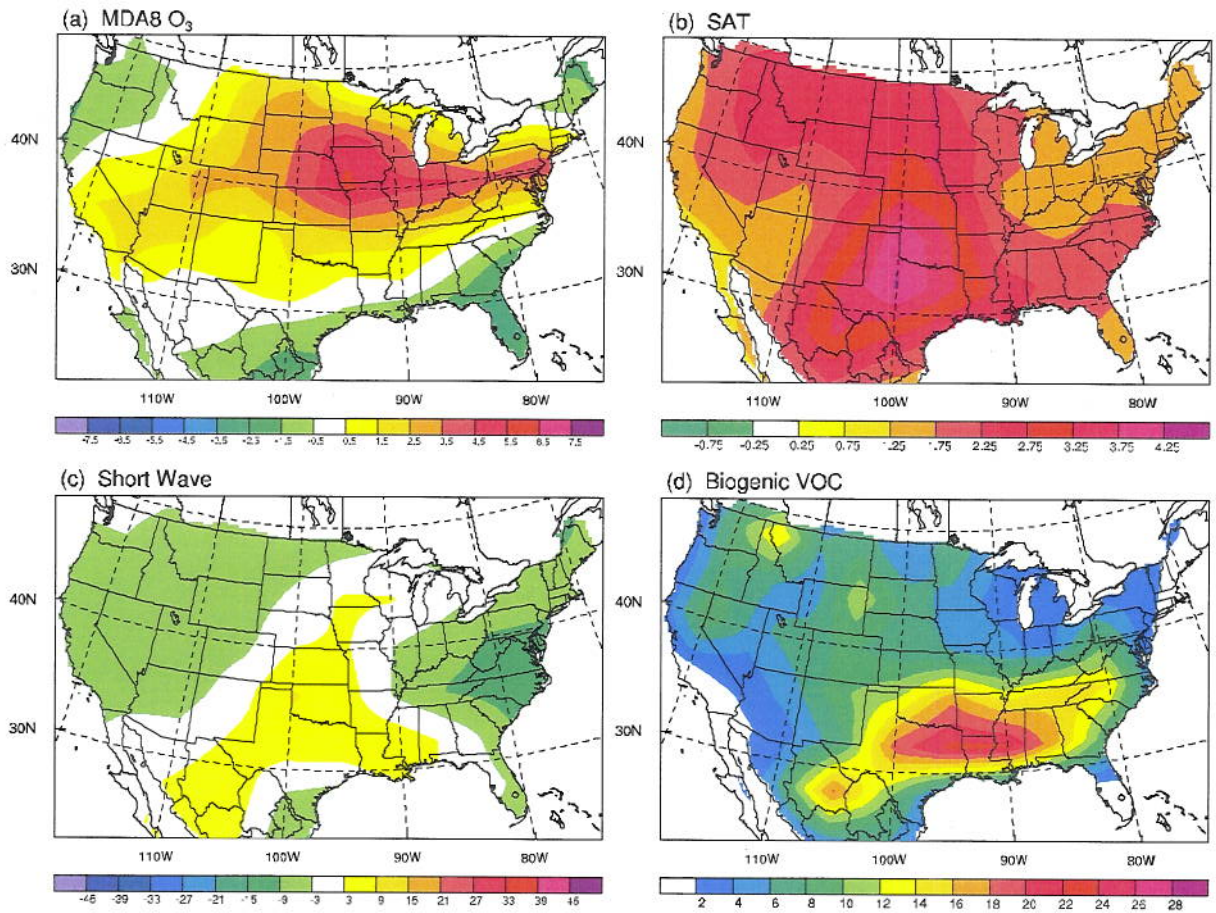 (a) MDA8 O₃
40N
30N
110W 100W 90W 80W
-7.5 -6.5 -5.5 -4.5 -3.5 -2.5 -1.5 -0.5 0.5 1.5 2.5 3.5 4.5 5.5 6.5 7.5
(b) SAT
40N
30N
110W 100W 90W 80W
-0.75 -0.25 0.25 0.75 1.25 1.75 2.25 2.75 3.25 3.75 4.25
(c) Short Wave
40N
30N
110W 100W 90W 80W
-39 -33 -27 -21 -15 -9 -3 3 9 15 21 27 33 39
(d) Biogenic VOC
40N
30N
110W 100W 90W 80W
2 4 6 8 10 12 14 16 18 20 22 24 26 28